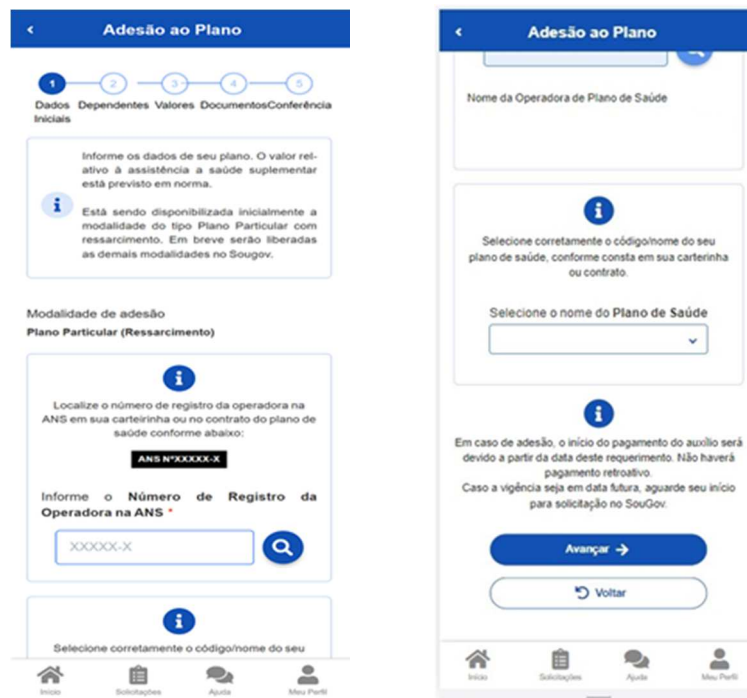 Adesão ao Plano
1 2 3 4 5
Dados Dependentes Valores Documentos Conferência
Iniciais
Informe os dados de seu plano. O valor rel-
ativo à assistência a saúde suplementar
está previsto em norma.
Está sendo disponibilizada inicialmente a
modalidade do tipo Plano Particular com
ressarcimento. Em breve serão liberadas
as demais modalidades no Sougov.
Modalidade de adesão
Plano Particular (Ressarcimento)
Localize o número de registro da operadora na
ANS em sua carteirinha ou no contrato do plano de
saúde conforme abaixo:
ANS NºXXXXX-X
Informe o Número de Registro da
Operadora na ANS *
XXXXX-X
Selecione corretamente o código/nome do seu
Início Solicitações Ajuda Meu Perfil
Adesão ao Plano
Nome da Operadora de Plano de Saúde
Selecione corretamente o código/nome do seu
plano de saúde, conforme consta em sua carterinha
ou contrato.
Selecione o nome do Plano de Saúde
Em caso de adesão, o início do pagamento do auxílio será
devido a partir da data deste requerimento. Não haverá
pagamento retroativo.
Caso a vigência seja em data futura, aguarde seu início
para solicitação no SouGov.
Avançar
Voltar
Início Solicitações Ajuda Meu Perfil